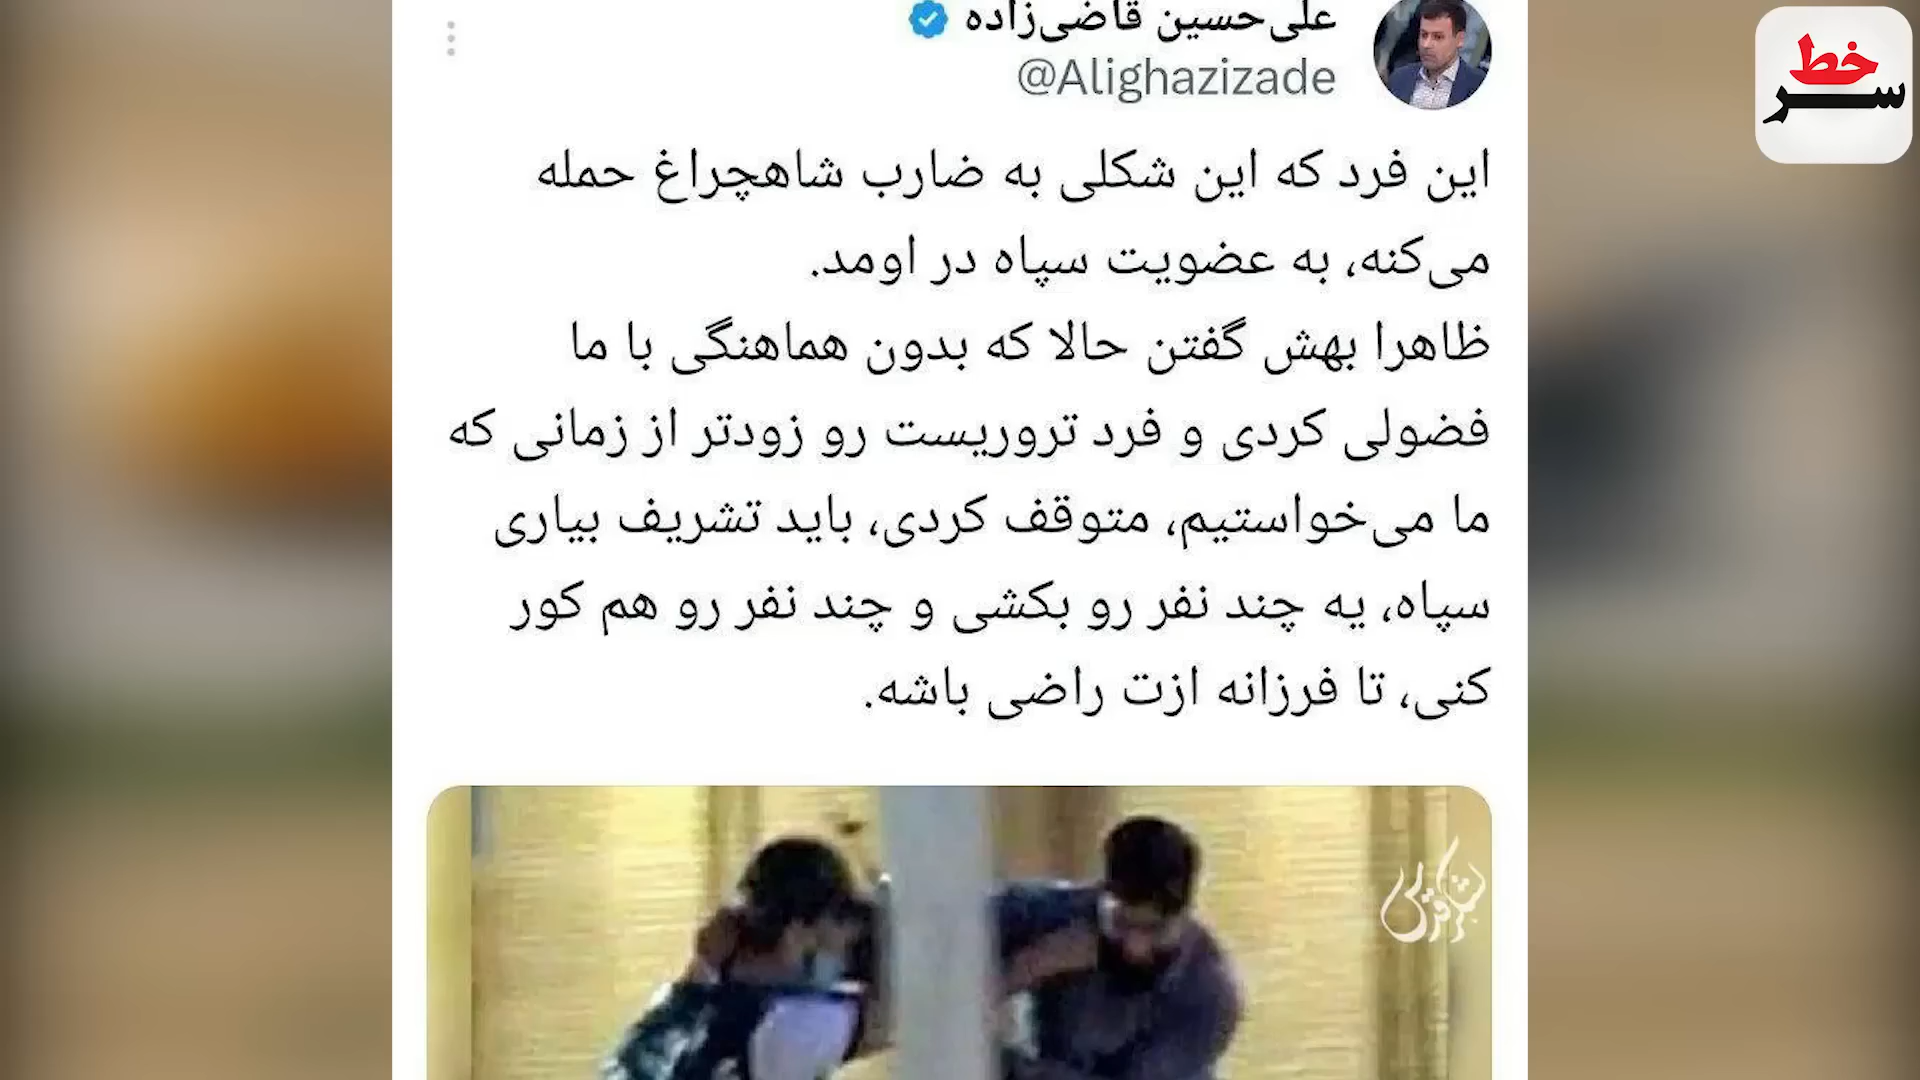 علی‌حسین قاضی‌زاده
@Alighazizade
خط
سر
این فرد که این شکلی به ضارب شاهچراغ حمله
می‌کنه، به عضویت سپاه در اومد.
ظاهرا بهش گفتن حالا که بدون هماهنگی با ما
فضولی کردی و فرد تروریست رو زودتر از زمانی که
ما می‌خواستیم، متوقف کردی، باید تشریف بیاری
سپاه، یه چند نفر رو بکشی و چند نفر رو هم کور
کنی، تا فرزانه ازت راضی باشه.